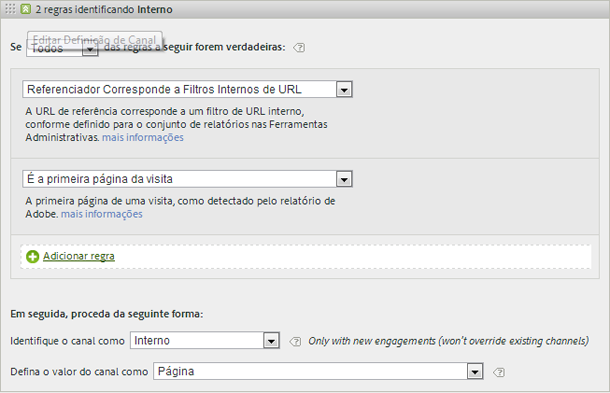 2 regras identificando Interno
Editar Definição de Canal
Se Todos das regras a seguir forem verdadeiras:
Referenciador Corresponde a Filtros Internos de URL
A URL de referência corresponde a um filtro de URL interno,
conforme definido para o conjunto de relatórios nas Ferramentas
Administrativas. mais informações
É a primeira página da visita
A primeira página de uma visita, como detectado pelo relatório de
Adobe. mais informações
Adicionar regra
Em seguida, proceda da seguinte forma:
Identifique o canal como Interno Only with new engagements (won't override existing channels)
Defina o valor do canal como Página